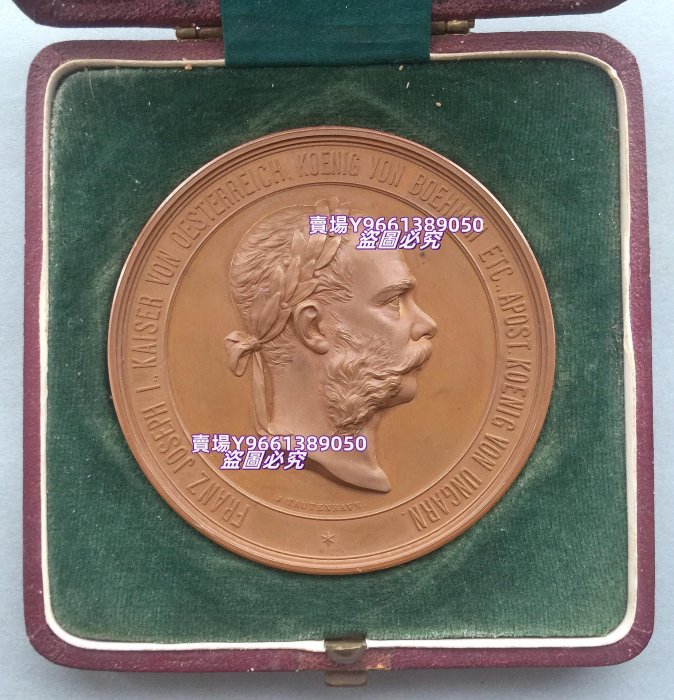 FRANZ JOSEPH I., KAISER VON OESTERREICH, KOENIG VON BOEHMEN ETC., APOST. KOENIG VON UNGARN.
賣場Y9661389050
盜圖必究
賣場Y9661389050
盜圖必究
J. TAUTENHAYN.